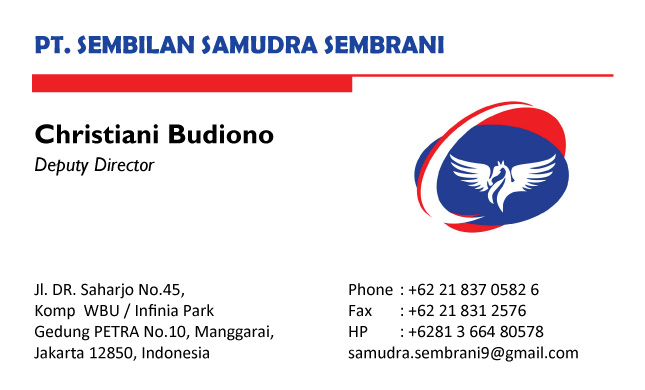 PT. SEMBILAN SAMUDRA SEMBRANI
Christiani Budiono
Deputy Director
Jl. DR. Saharjo No.45,
Komp  WBU / Infinia Park
Gedung PETRA No.10, Manggarai,
Jakarta 12850, Indonesia
Phone : +62 21 837 0582 6
Fax : +62 21 831 2576
HP : +6281 3 664 80578
samudra.sembrani9@gmail.com